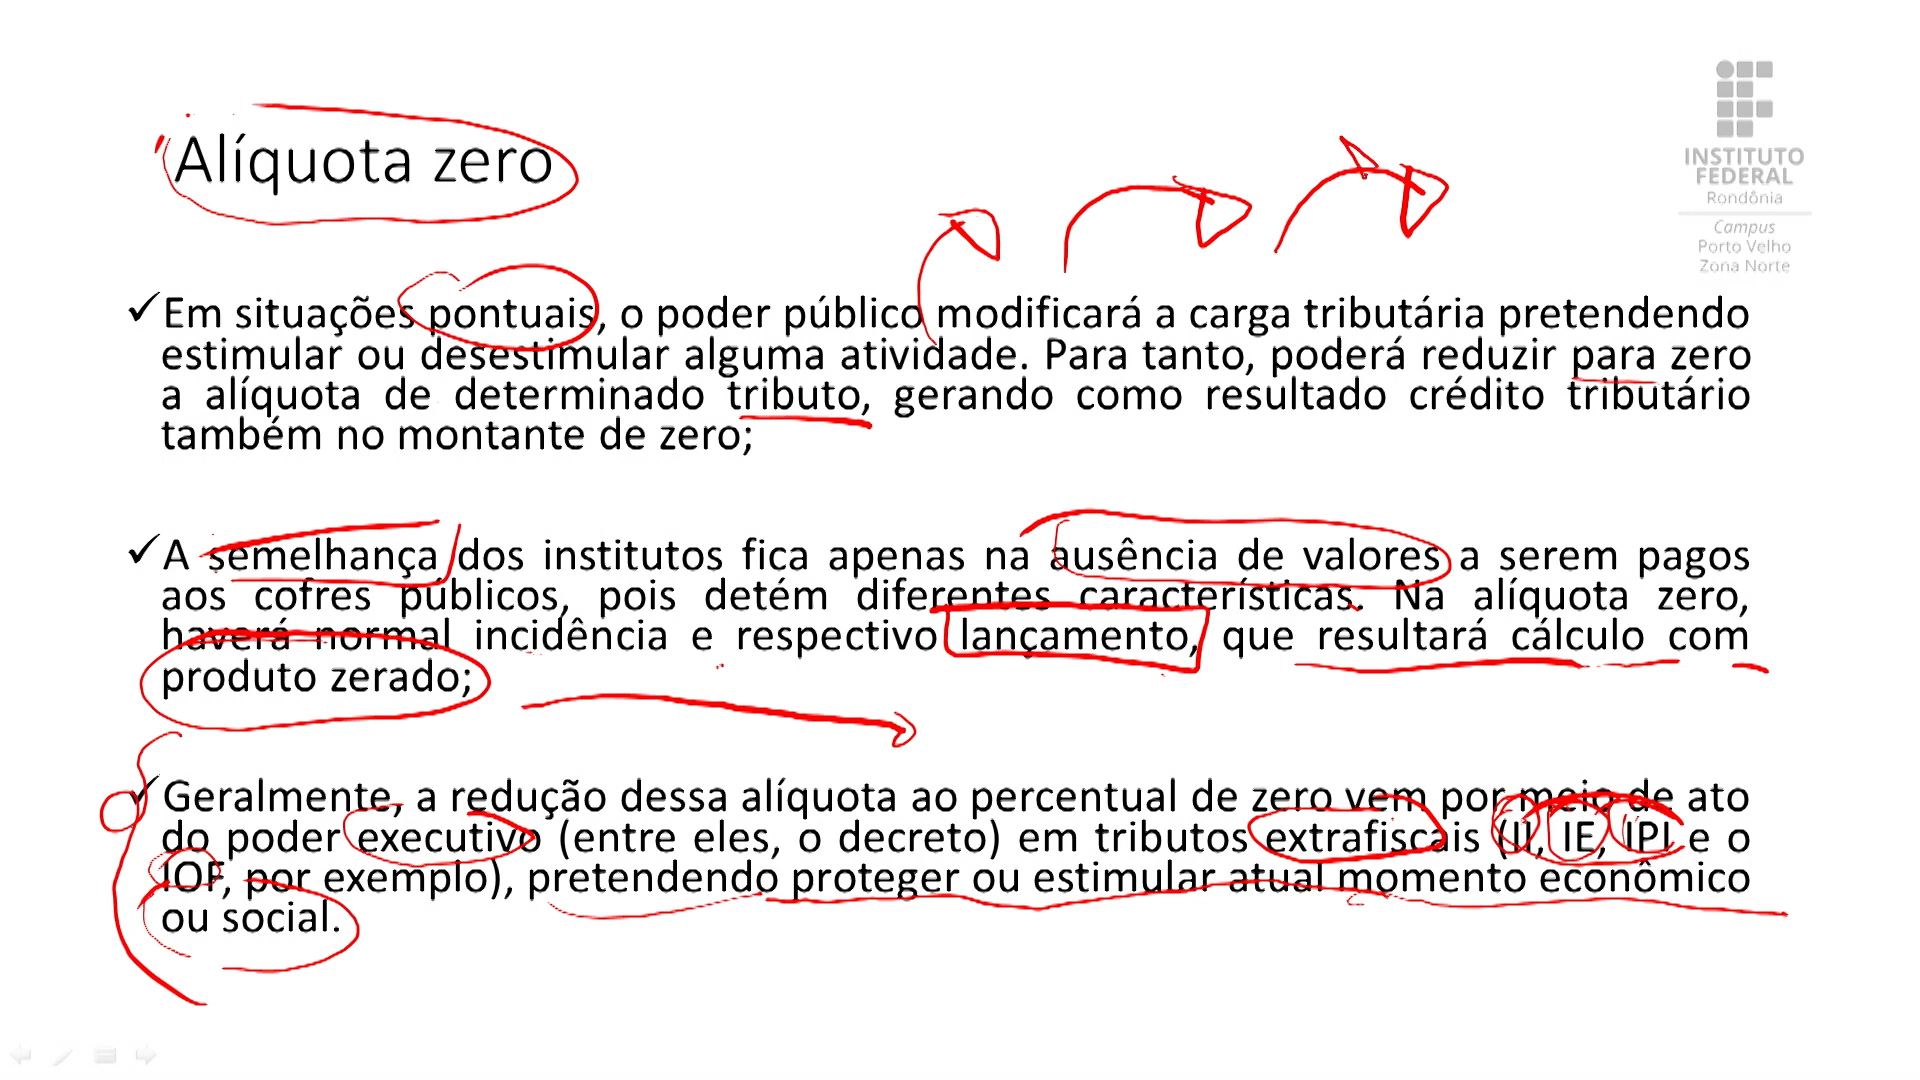 Alíquota zero
INSTITUTO
FEDERAL
Rondônia
Campus
Porto Velho
Zona Norte
✓Em situações pontuais, o poder público modificará a carga tributária pretendendo
estimular ou desestimular alguma atividade. Para tanto, poderá reduzir para zero
a alíquota de determinado tributo, gerando como resultado crédito tributário
também no montante de zero;
✓A semelhança dos institutos fica apenas na ausência de valores a serem pagos
aos cofres públicos, pois detém diferentes características. Na alíquota zero,
haverá normal incidência e respectivo lançamento, que resultará cálculo com
produto zerado;
✓Geralmente, a redução dessa alíquota ao percentual de zero vem por meio de ato
do poder executivo (entre eles, o decreto) em tributos extrafiscais (II, IE, IPI e o
IOF, por exemplo), pretendendo proteger ou estimular atual momento econômico
ou social.